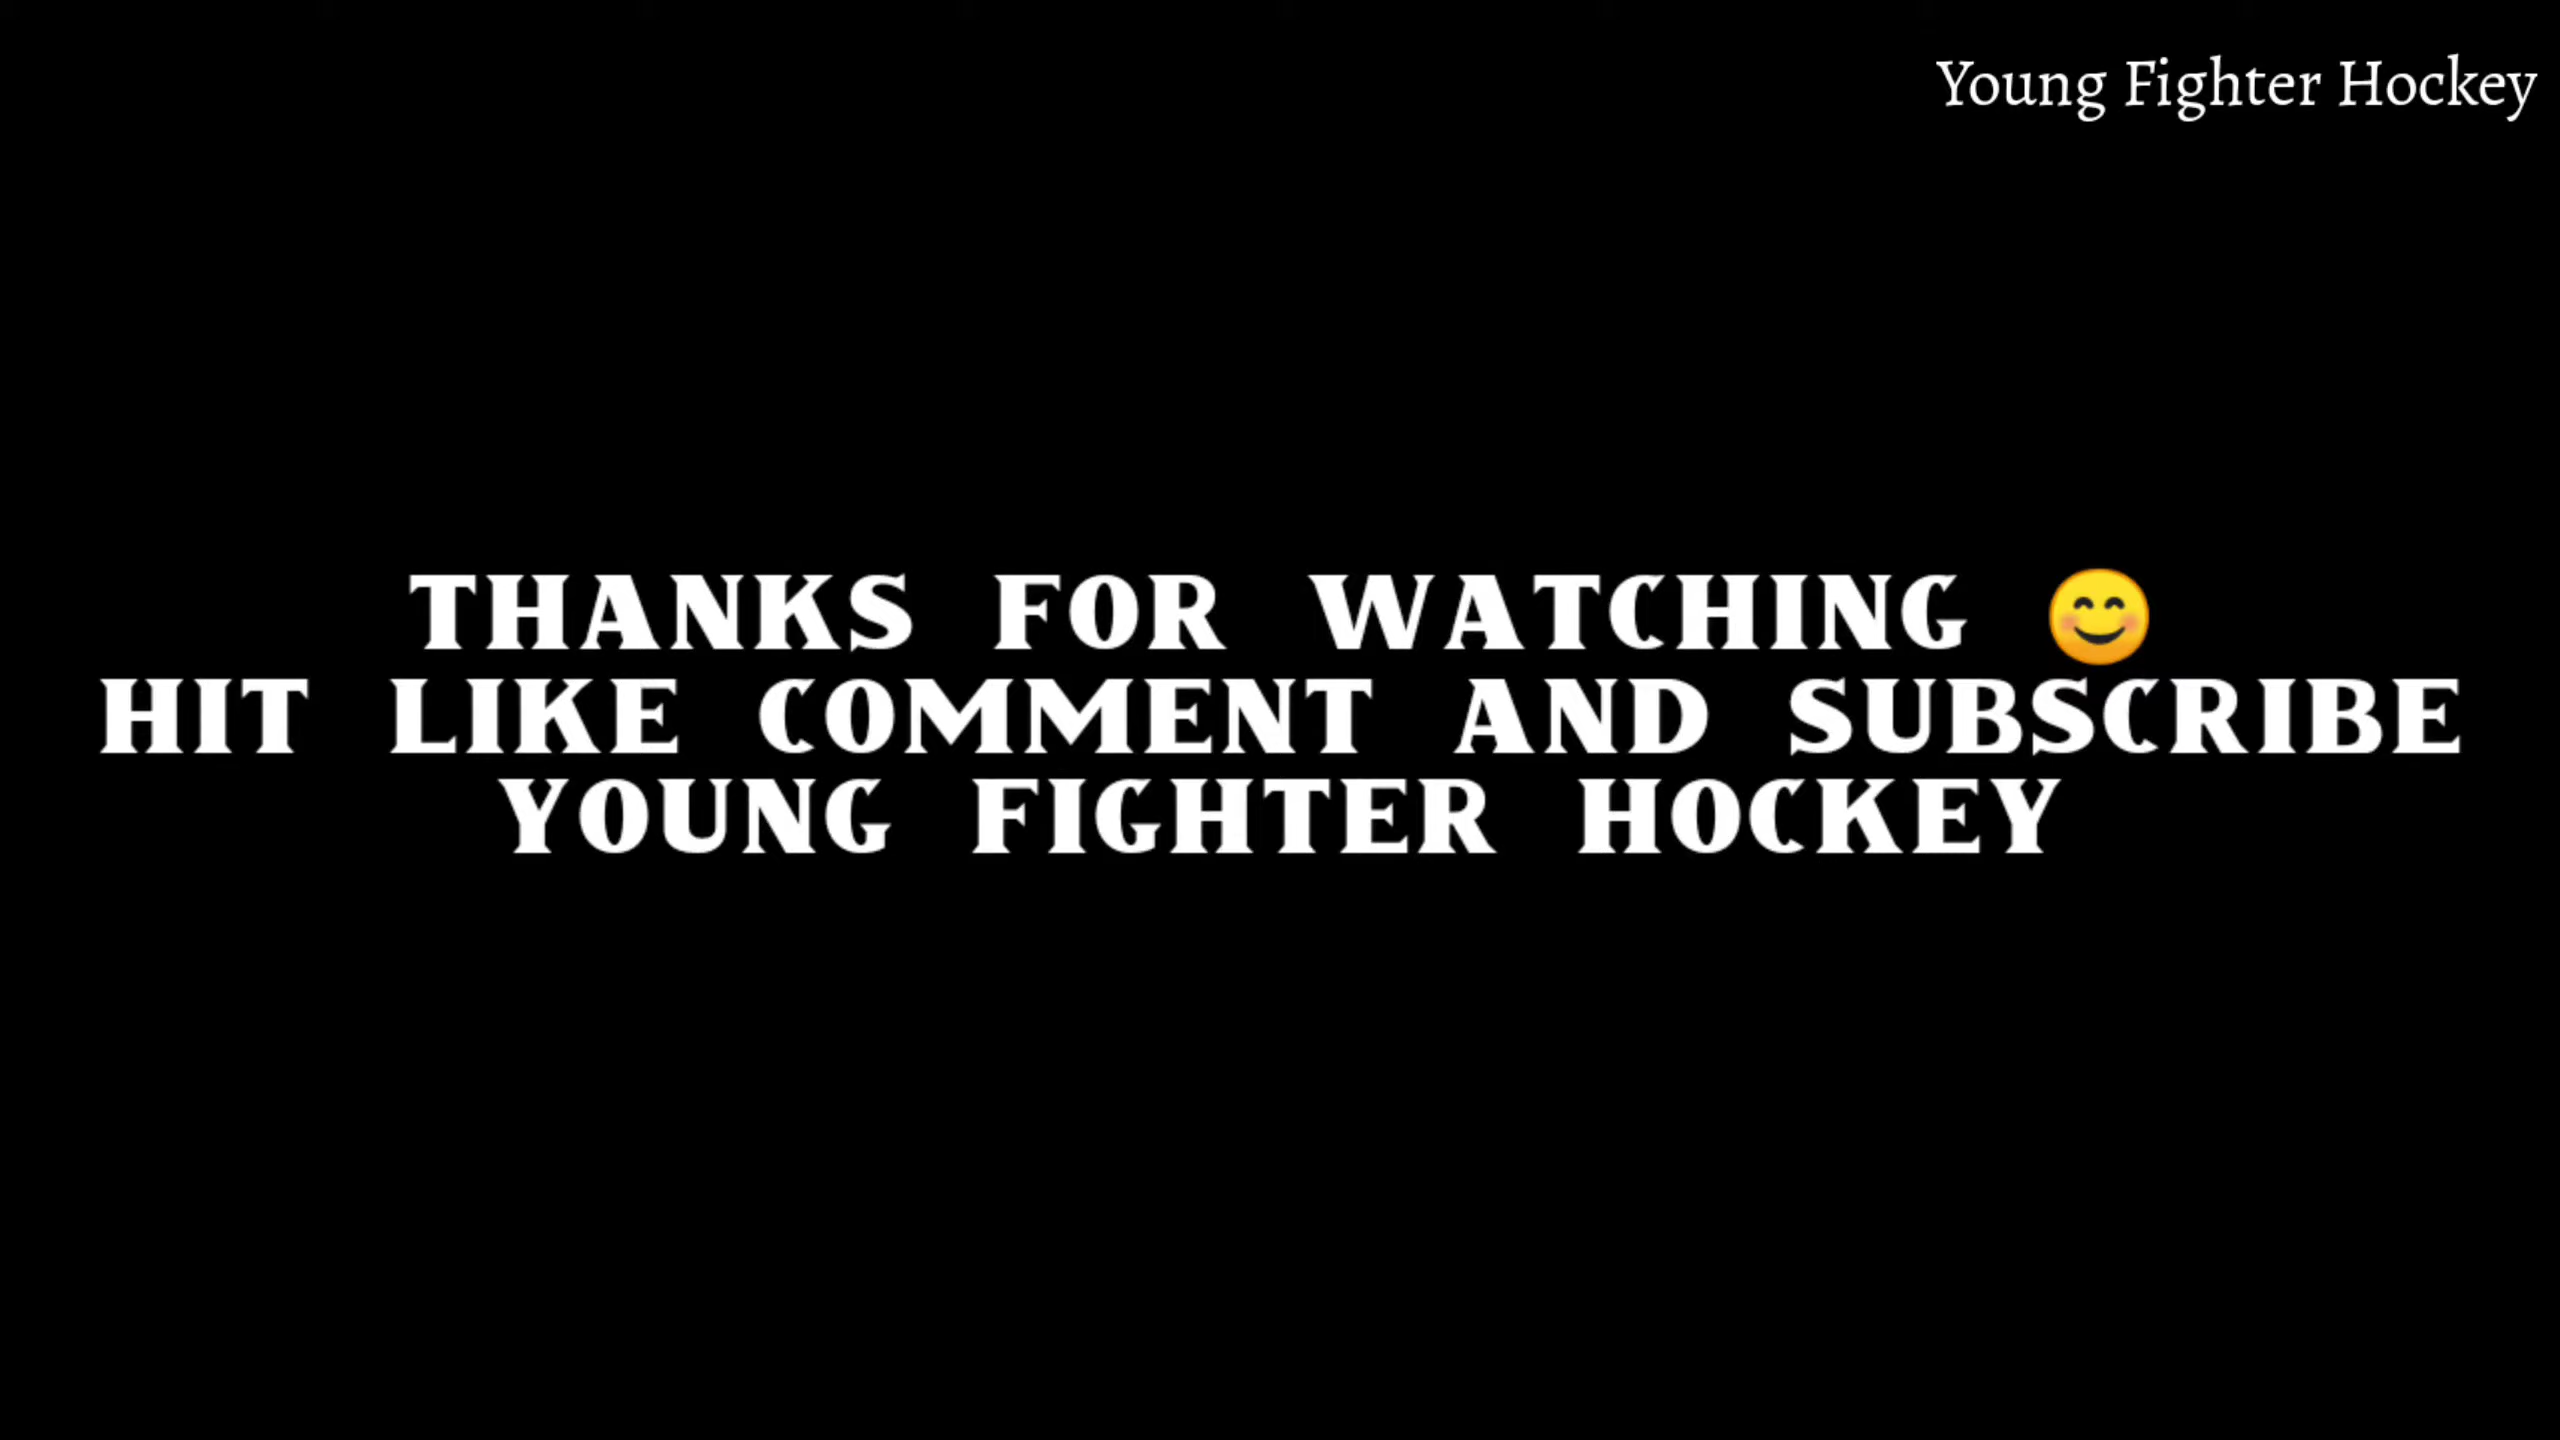 Young Fighter Hockey
THANKS FOR WATCHING 😊
HIT LIKE COMMENT AND SUBSCRIBE
YOUNG FIGHTER HOCKEY